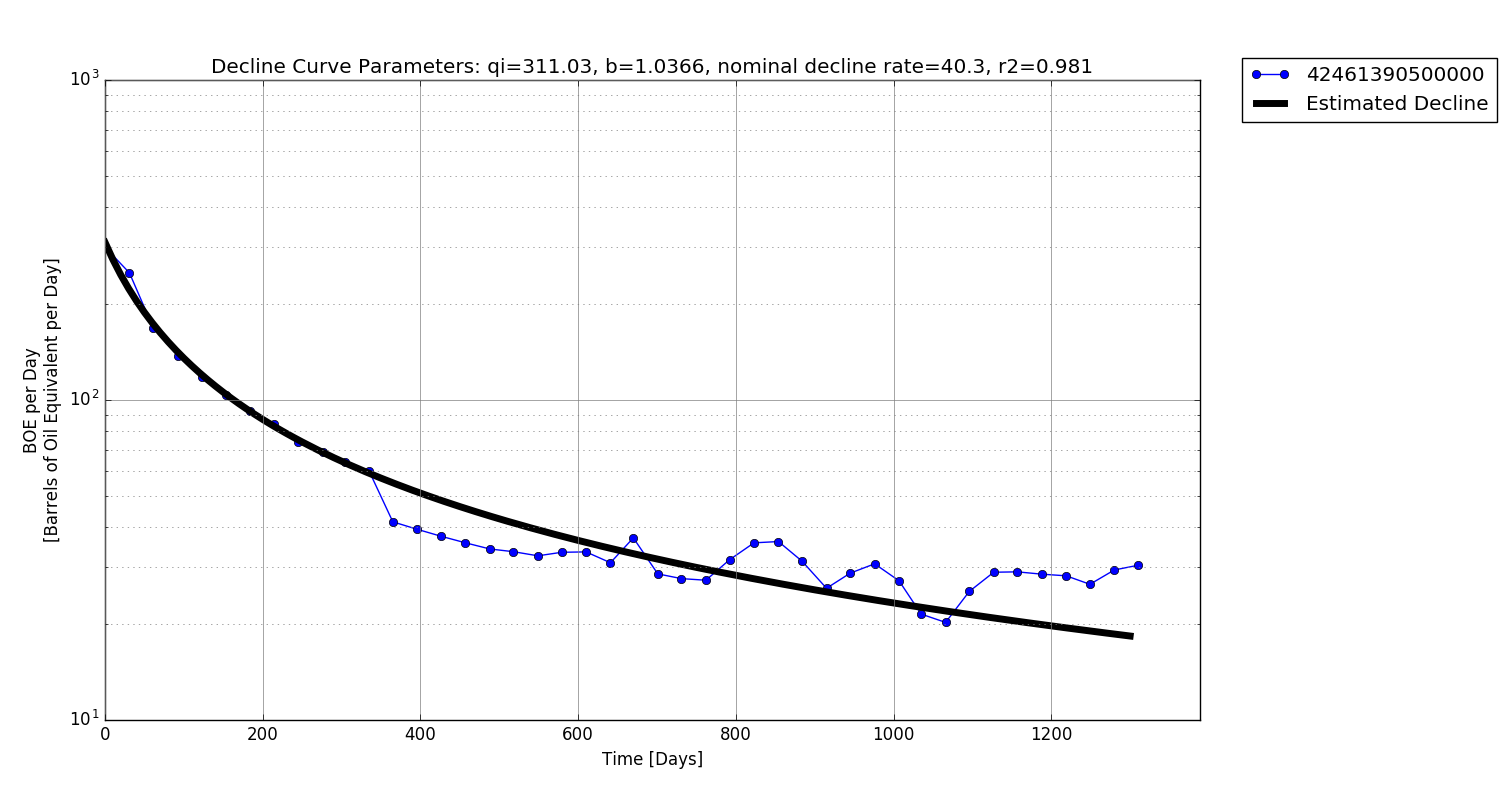 Decline Curve Parameters: qi=311.03, b=1.0366, nominal decline rate=40.3, r2=0.981
42461390500000
Estimated Decline
10³
10²
10¹
BOE per Day
[Barrels of Oil Equivalent per Day]
0 200 400 600 800 1000 1200
Time [Days]